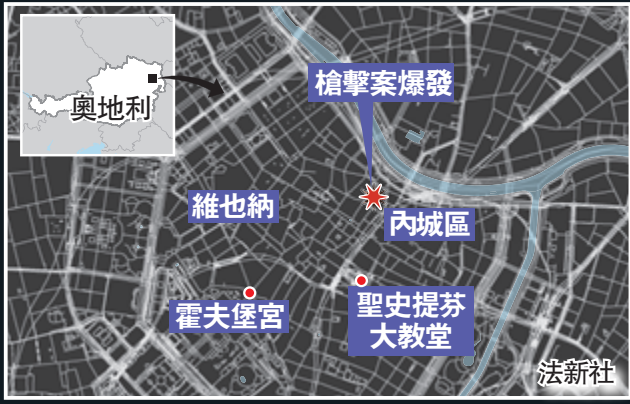 奧地利
槍擊案爆發
維也納
內城區
霍夫堡宮
聖史提芬
大教堂
法新社